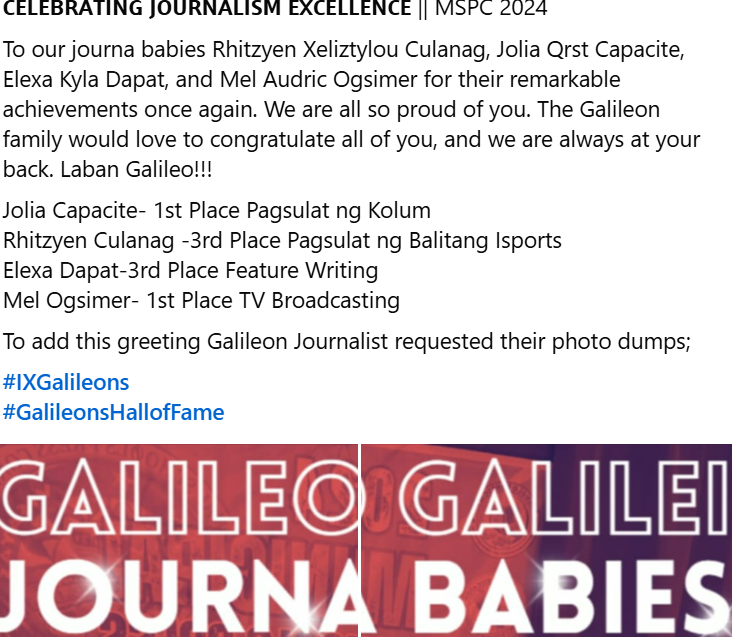 CELEBRATING JOURNALISM EXCELLENCE || MSPC 2024
To our journa babies Rhitzyen Xeliztylou Culanag, Jolia Qrst Capacite,
Elexa Kyla Dapat, and Mel Audric Ogsimer for their remarkable
achievements once again. We are all so proud of you. The Galileon
family would love to congratulate all of you, and we are always at your
back. Laban Galileo!!!
Jolia Capacite- 1st Place Pagsulat ng Kolum
Rhitzyen Culanag -3rd Place Pagsulat ng Balitang Isports
Elexa Dapat-3rd Place Feature Writing
Mel Ogsimer- 1st Place TV Broadcasting
To add this greeting Galileon Journalist requested their photo dumps;
#IXGalileons
#GalileonsHallofFame
GALILEO
JOURNA
GALILEI
BABIES